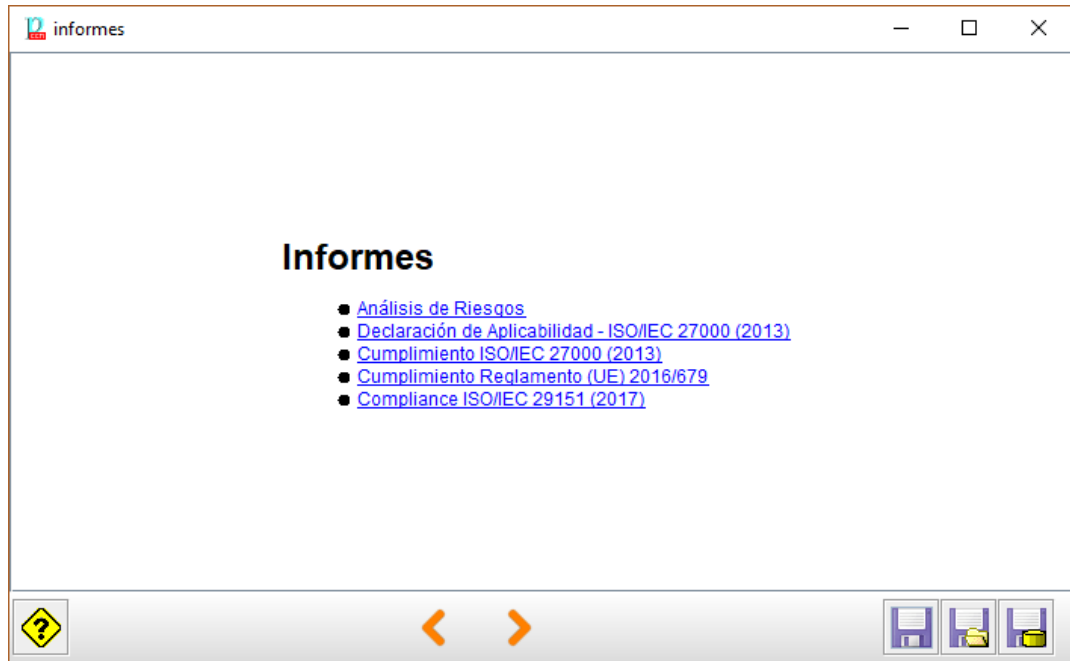 informes
Informes
Análisis de Riesgos
Declaración de Aplicabilidad - ISO/IEC 27000 (2013)
Cumplimiento ISO/IEC 27000 (2013)
Cumplimiento Reglamento (UE) 2016/679
Compliance ISO/IEC 29151 (2017)
?